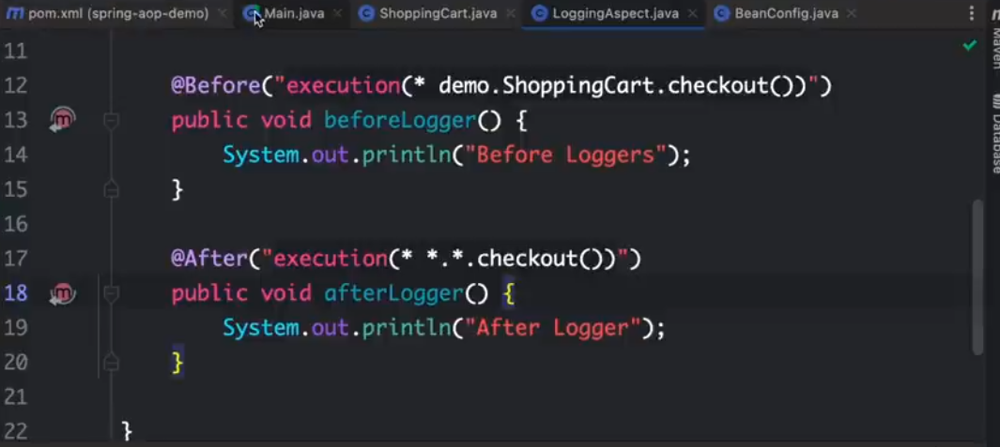 pom.xml (spring-aop-demo) Main.java ShoppingCart.java LoggingAspect.java BeanConfig.java
Maven
Database
11
12 @Before("execution(* demo.ShoppingCart.checkout())")
13 public void beforeLogger() {
14 System.out.println("Before Loggers");
15 }
16
17 @After("execution(* *.*.checkout())")
18 public void afterLogger() {
19 System.out.println("After Logger");
20 }
21
22 }